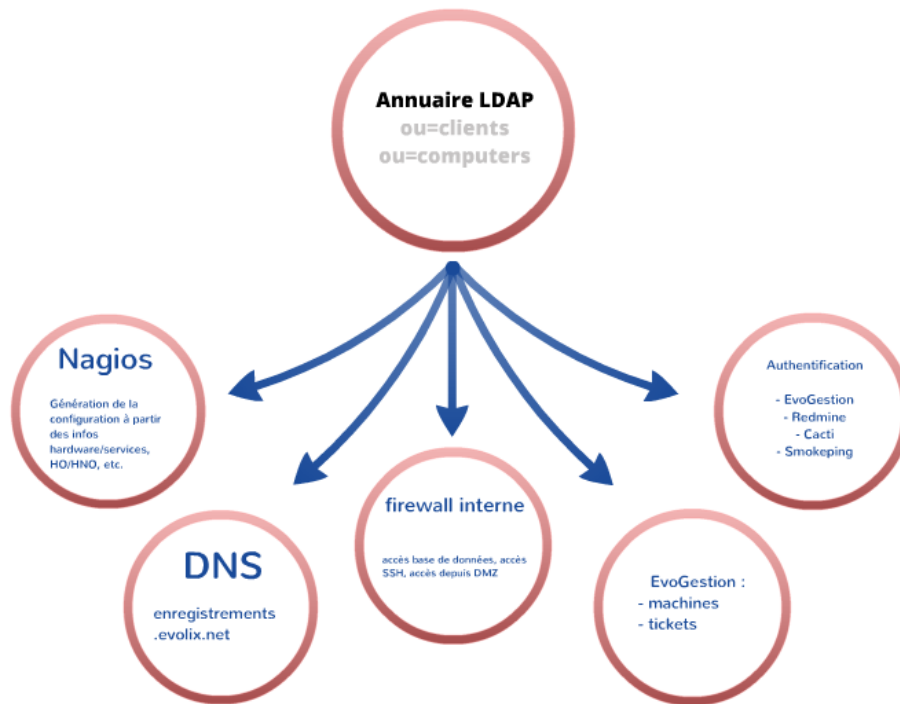 Annuaire LDAP
ou=clients
ou=computers
Nagios
Génération de la
configuration à partir
des infos
hardware/services,
HO/HNO, etc.
DNS
enregistrements
.evolix.net
firewall interne
accès base de données, accès
SSH, accès depuis DMZ
EvoGestion :
- machines
- tickets
Authentification
- EvoGestion
- Redmine
- Cacti
- Smokeping